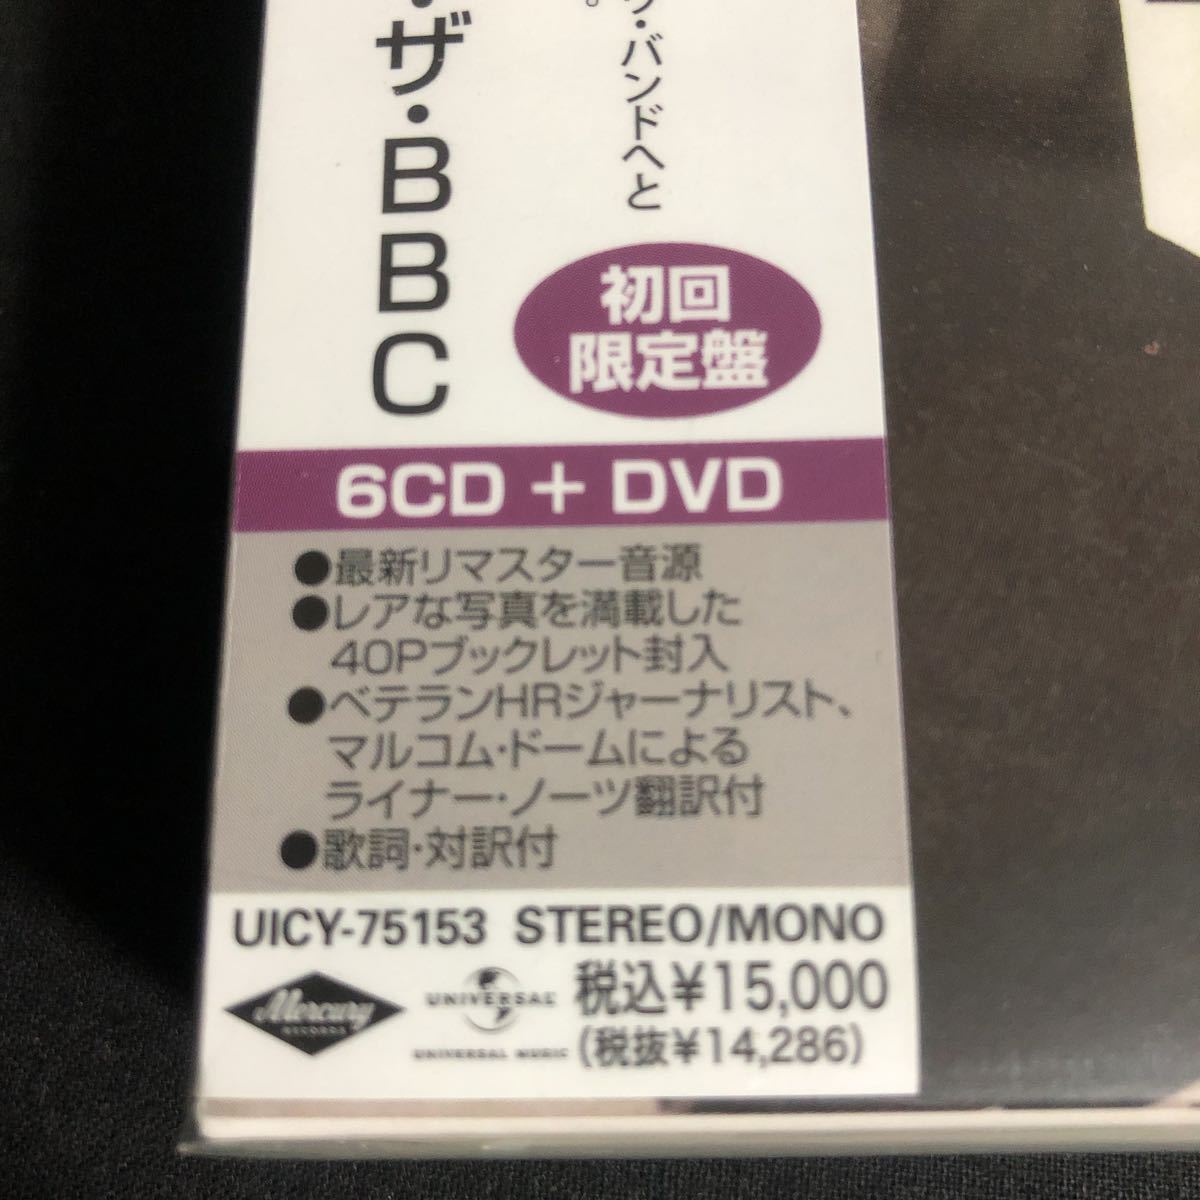 ・ザ・BBC
ヴ・バンドへと
。
初回
限定盤
6CD + DVD
●最新リマスター音源
●レアな写真を満載した
40Pブックレット封入
●ベテランHRジャーナリスト、
マルコム・ドームによる
ライナー・ノーツ翻訳付
●歌詞・対訳付
UICY-75153 STEREO/MONO
Mercury
RECORDS
UNIVERSAL
UNIVERSAL MUSIC
税込¥15,000
(税抜¥14,286)